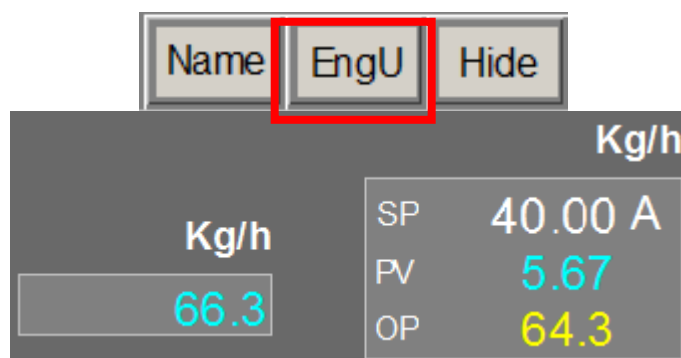 Name EngU Hide
Kg/h
Kg/h
SP 40.00 A
PV 5.67
66.3
OP 64.3